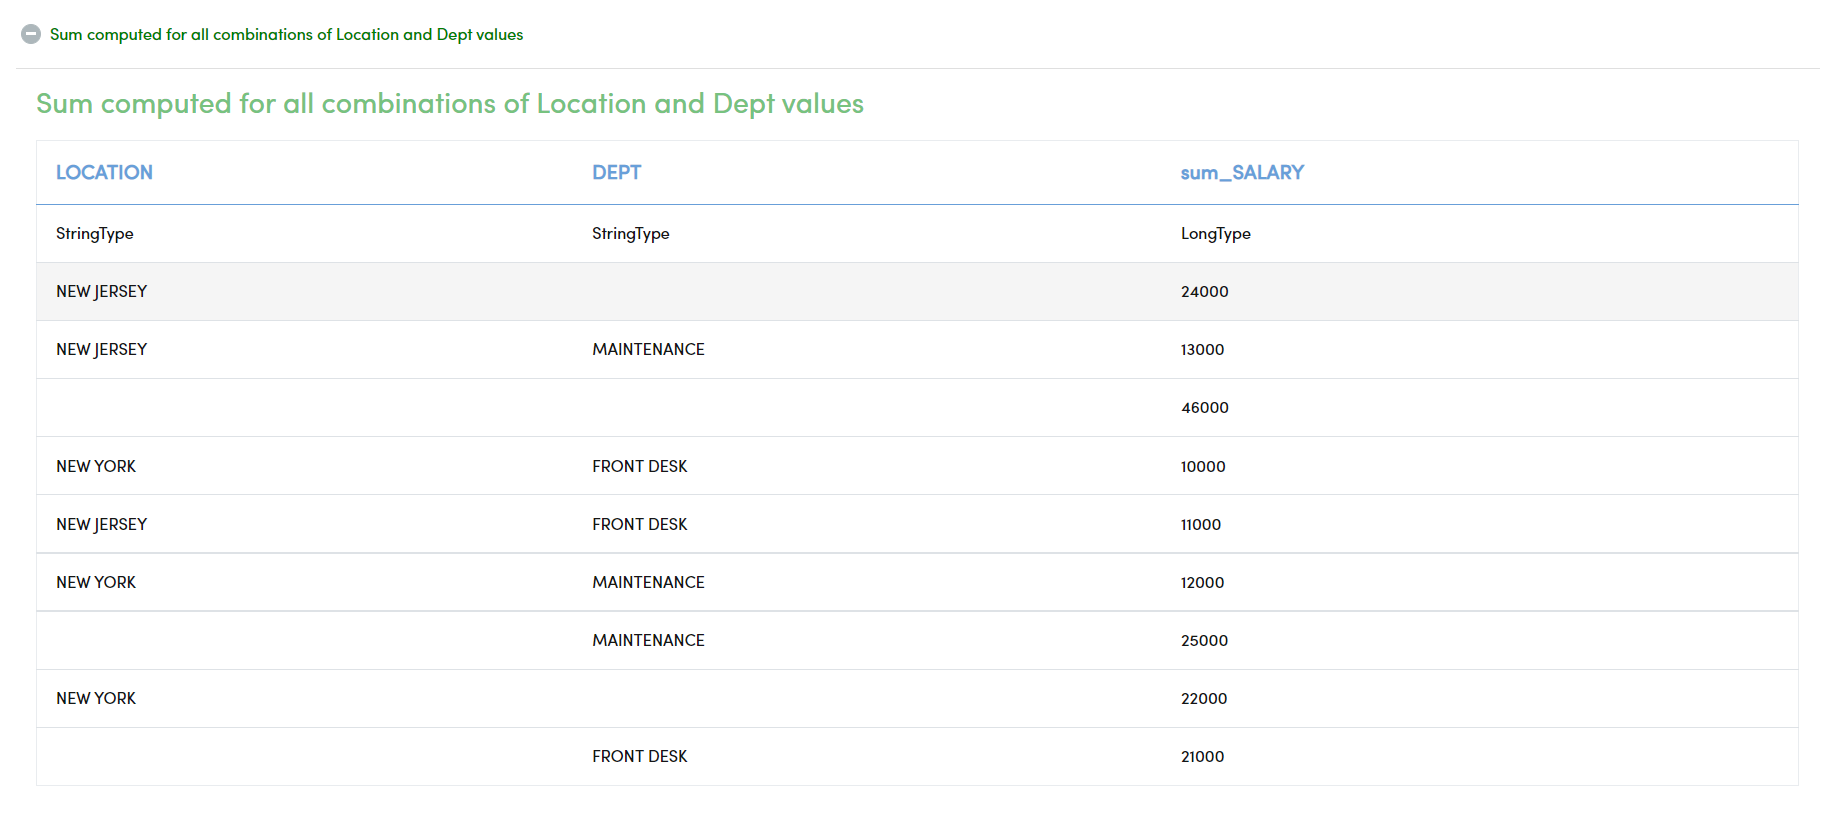 Sum computed for all combinations of Location and Dept values
Sum computed for all combinations of Location and Dept values
LOCATION DEPT sum_SALARY
StringType StringType LongType
NEW JERSEY 24000
NEW JERSEY MAINTENANCE 13000
46000
NEW YORK FRONT DESK 10000
NEW JERSEY FRONT DESK 11000
NEW YORK MAINTENANCE 12000
MAINTENANCE 25000
NEW YORK 22000
FRONT DESK 21000